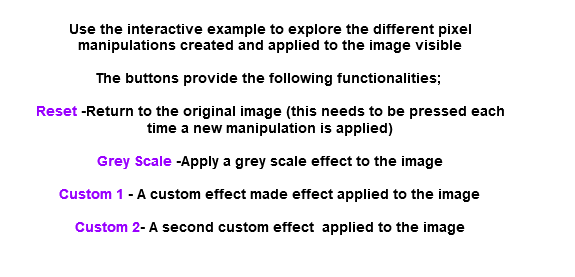 Use the interactive example to explore the different pixel
manipulations created and applied to the image visible
The buttons provide the following functionalities;
Reset -Return to the original image (this needs to be pressed each
time a new manipulation is applied)
Grey Scale -Apply a grey scale effect to the image
Custom 1 - A custom effect made effect applied to the image
Custom 2- A second custom effect  applied to the image